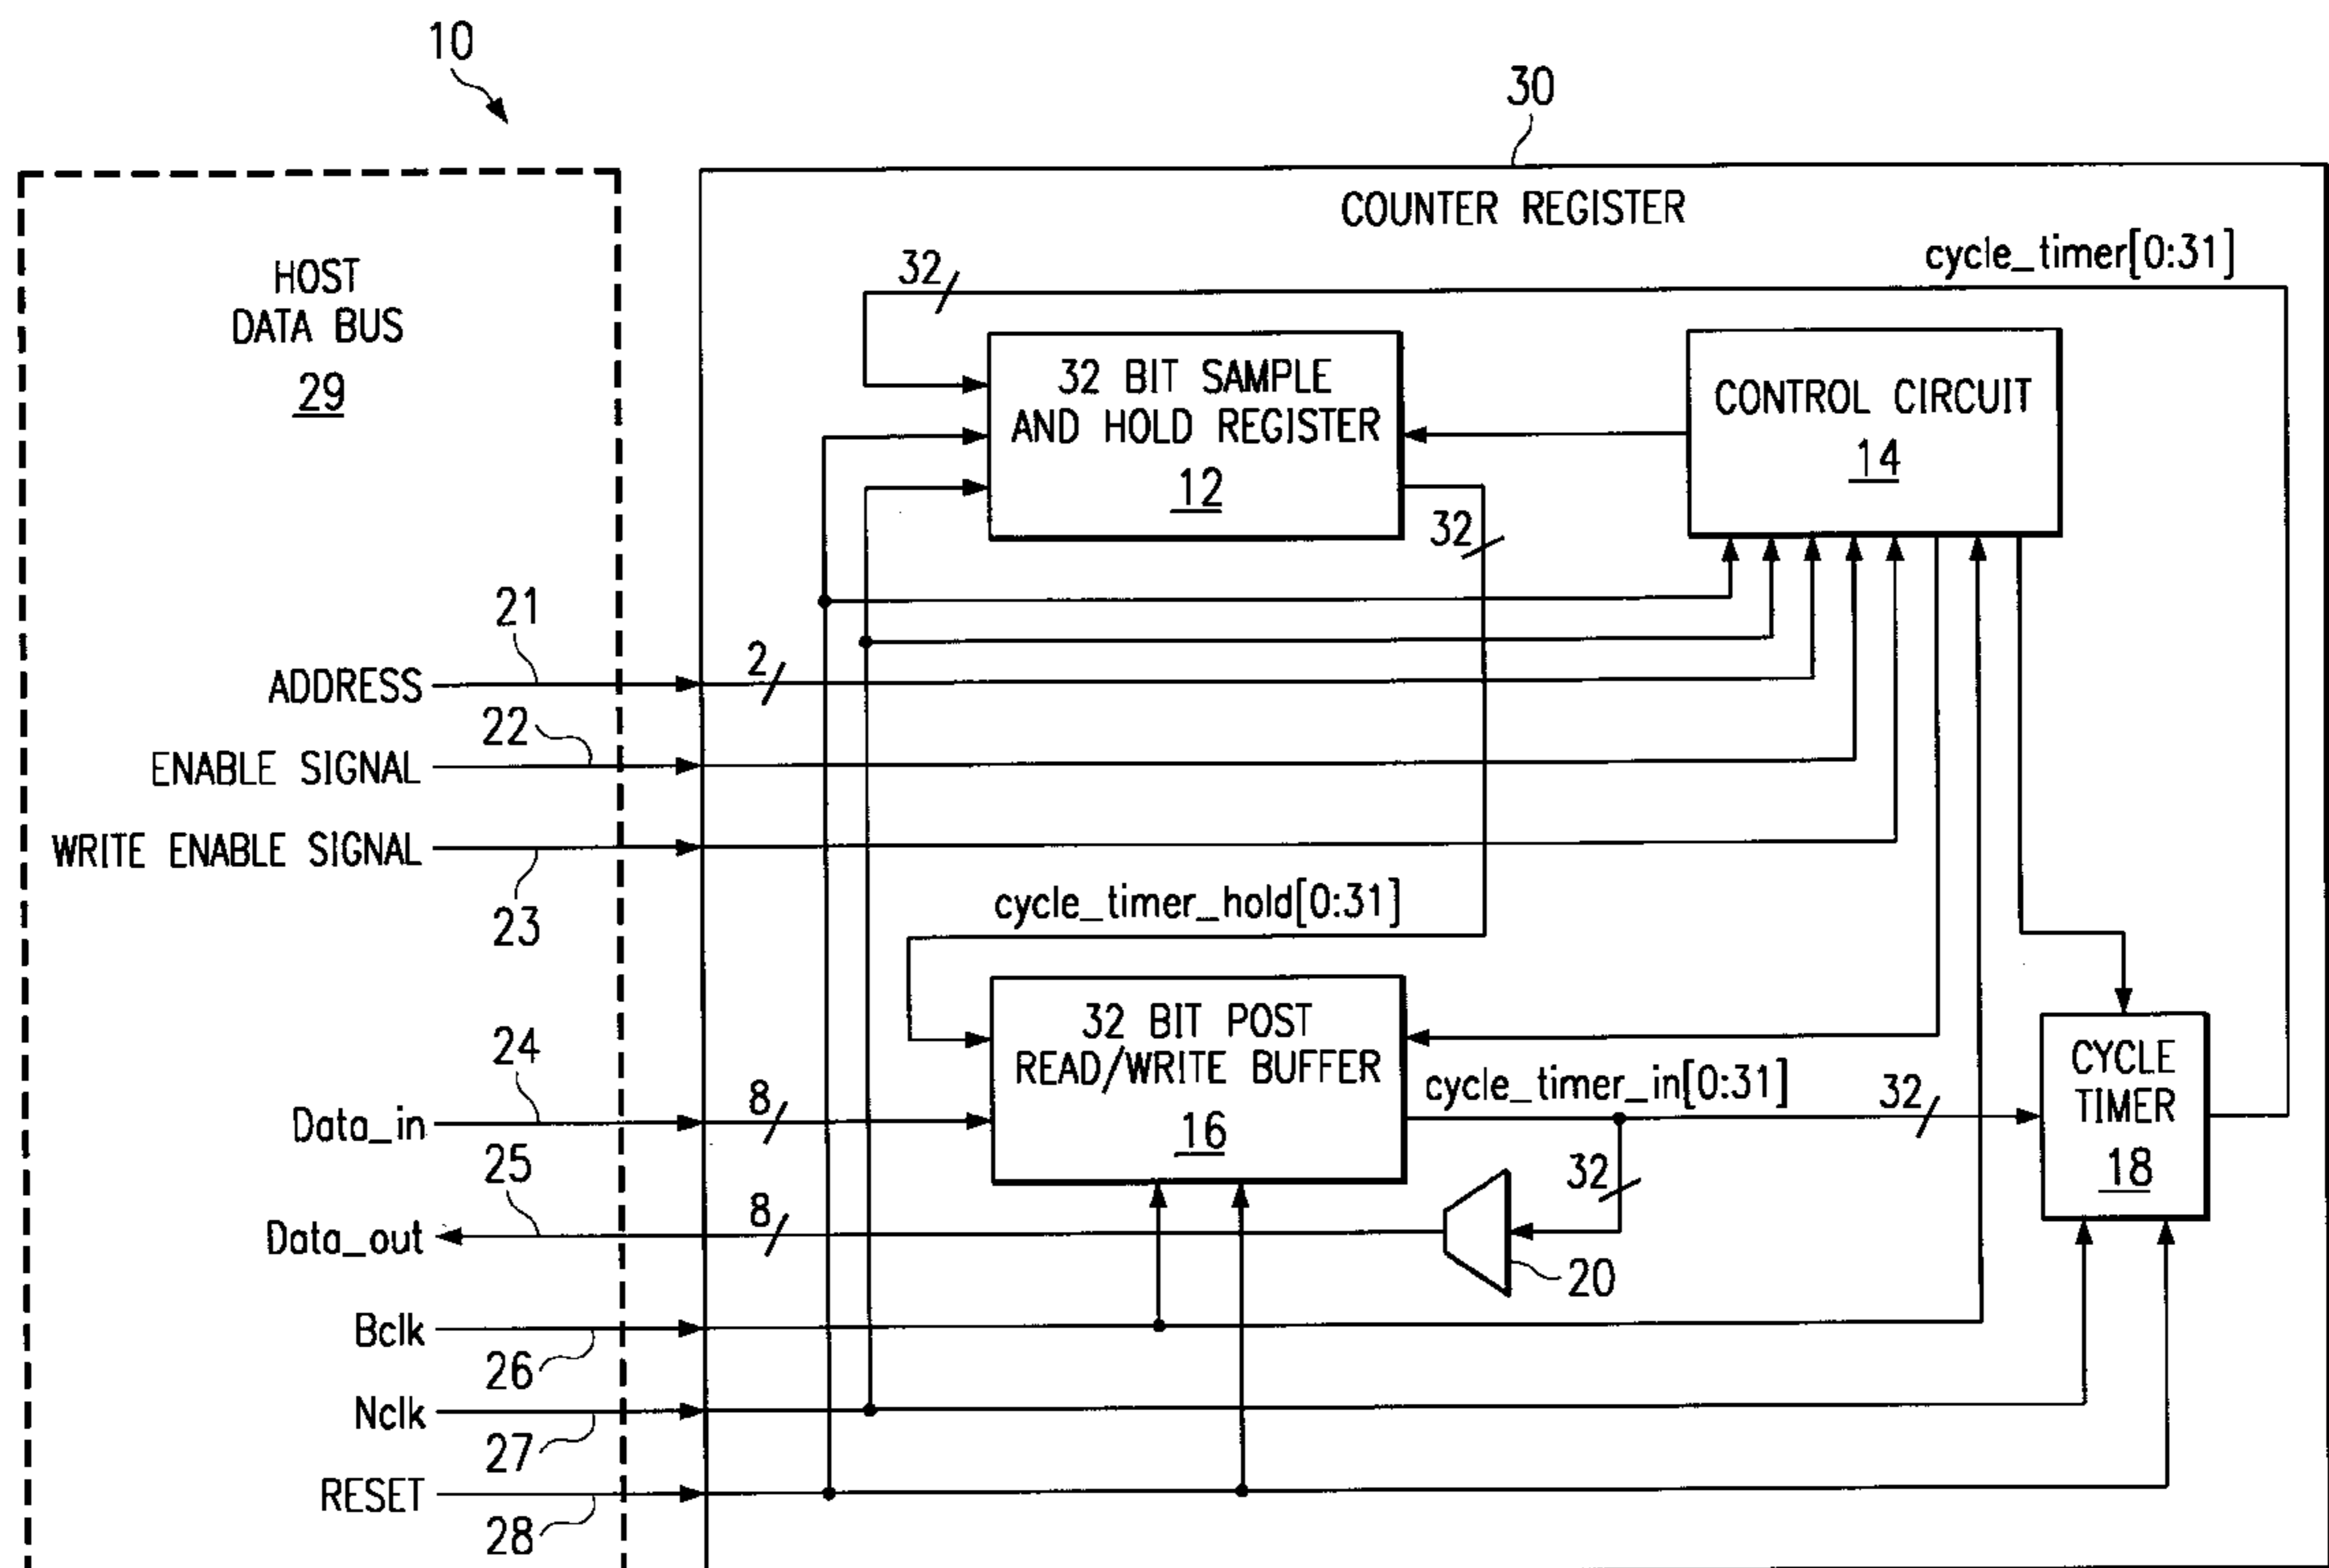 10
30
COUNTER REGISTER
cycle_timer[0:31]
32
HOST
DATA BUS
29
32 BIT SAMPLE
AND HOLD REGISTER
12
CONTROL CIRCUIT
14
32
21
ADDRESS
2
22
ENABLE SIGNAL
WRITE ENABLE SIGNAL
23
cycle_timer_hold[0:31]
24
Data_in
8
32 BIT POST
READ/WRITE BUFFER
16
cycle_timer_in[0:31]
32
CYCLE
TIMER
18
25
Data_out
8
32
20
Bclk
26
Nclk
27
RESET
28